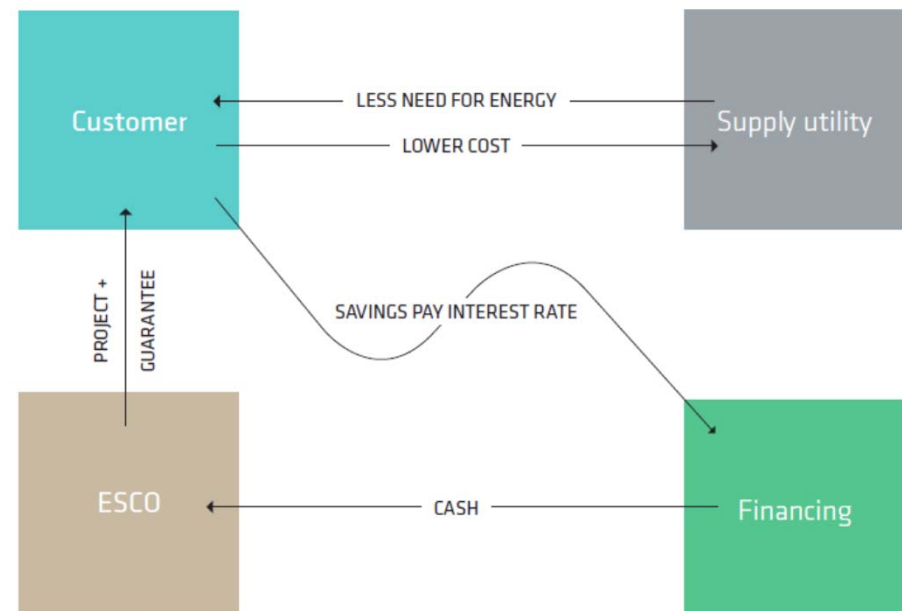 Customer
LESS NEED FOR ENERGY
LOWER COST
Supply utility
PROJECT +
GUARANTEE
SAVINGS PAY INTEREST RATE
ESCO
CASH
Financing